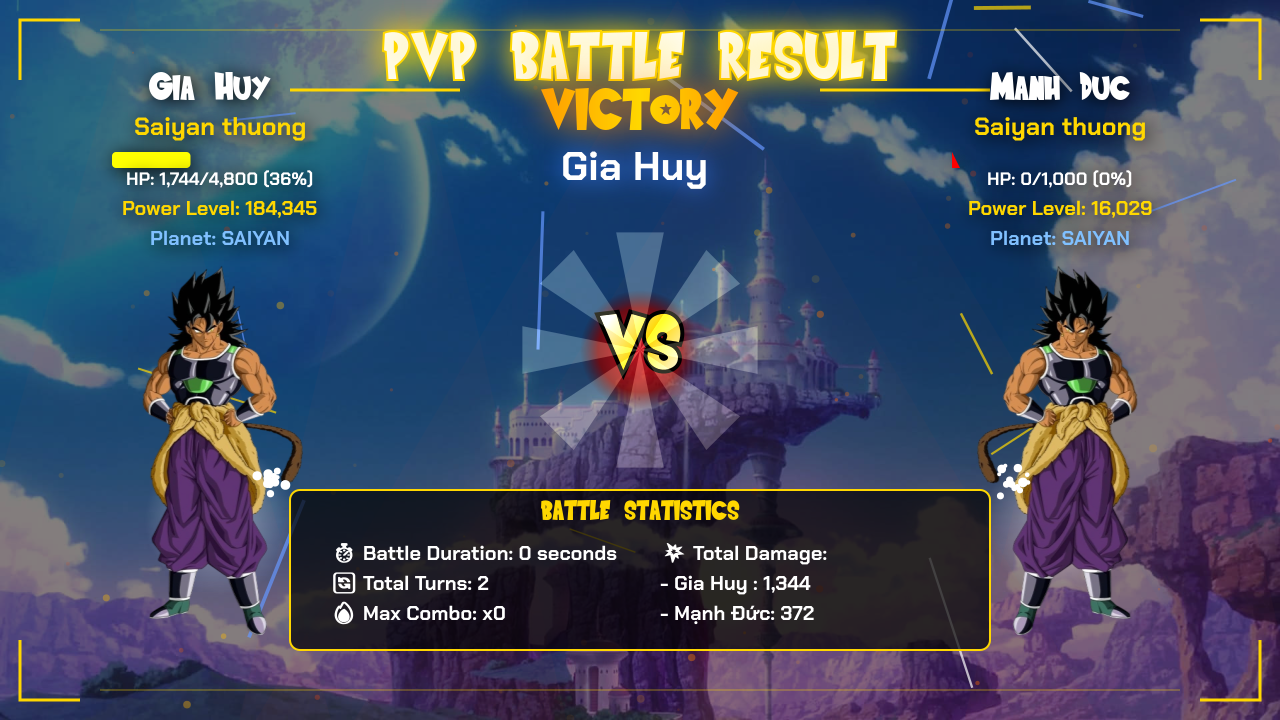 PVP BATTLE RESULT
VICTORY
Gia Huy
GIA HUY
Saiyan thuong
HP: 1,744/4,800 (36%)
Power Level: 184,345
Planet: SAIYAN
MANH DUC
Saiyan thuong
HP: 0/1,000 (0%)
Power Level: 16,029
Planet: SAIYAN
VS
BATTLE STATISTICS
Battle Duration: 0 seconds
Total Turns: 2
Max Combo: x0
Total Damage:
- Gia Huy : 1,344
- Mạnh Đức: 372